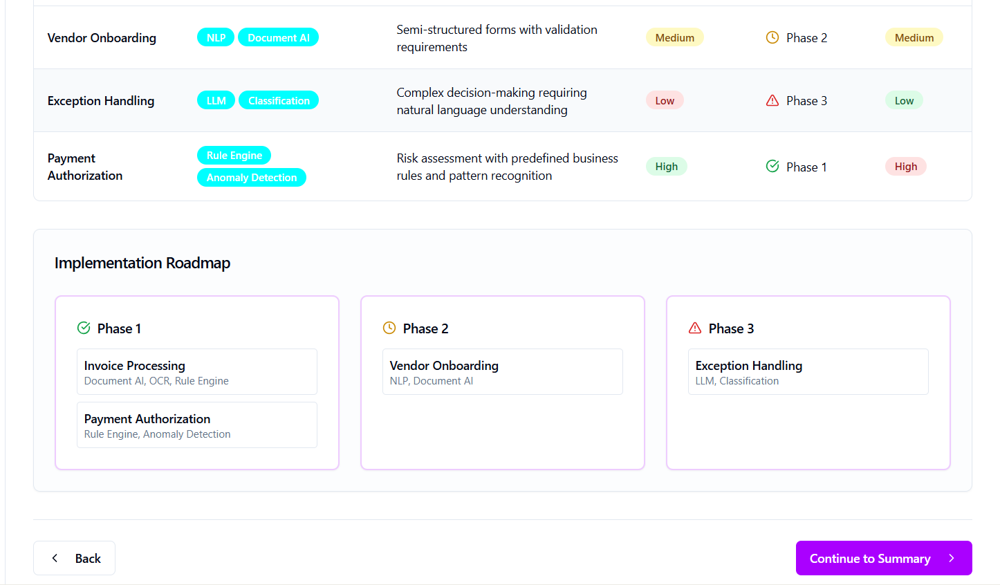 Vendor Onboarding
NLP
Document AI
Semi-structured forms with validation
requirements
Medium
Phase 2
Medium
Exception Handling
LLM
Classification
Complex decision-making requiring
natural language understanding
Low
Phase 3
Low
Payment
Authorization
Rule Engine
Anomaly Detection
Risk assessment with predefined business
rules and pattern recognition
High
Phase 1
High
Implementation Roadmap
Phase 1
Invoice Processing
Document AI, OCR, Rule Engine
Payment Authorization
Rule Engine, Anomaly Detection
Phase 2
Vendor Onboarding
NLP, Document AI
Phase 3
Exception Handling
LLM, Classification
Back
Continue to Summary